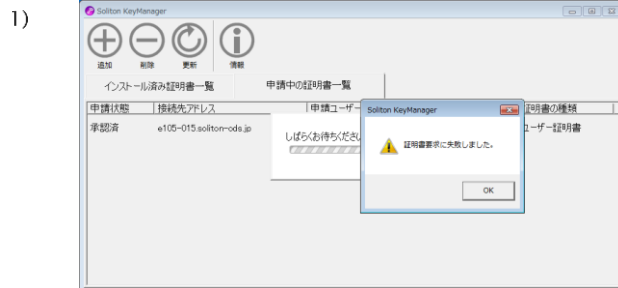 1)
Soliton KeyManager
追加 削除 更新 情報
インストール済み証明書一覧 申請中の証明書一覧
申請状態 接続先アドレス 申請ユーザー 証明書の種類
承認済 e105-015.soliton-ods.jp ユーザー証明書
しばらくお待ちください
Soliton KeyManager
証明書要求に失敗しました。
OK